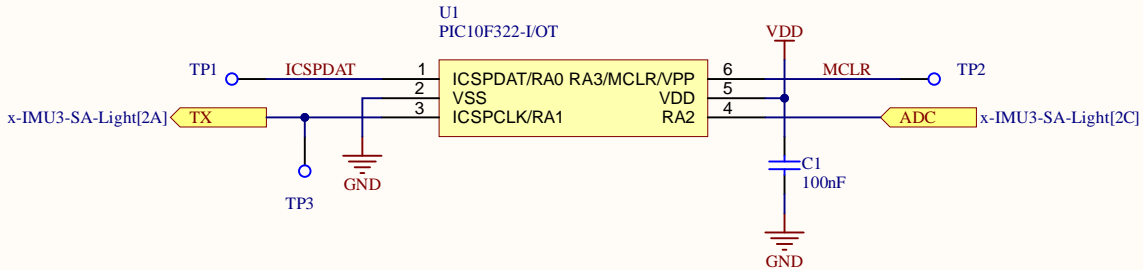 U1
PIC10F322-I/OT
VDD
TP1
ICSPDAT
1
ICSPDAT/RA0 RA3/MCLR/VPP
6
MCLR
TP2
2
VSS
VDD
5
x-IMU3-SA-Light[2A]
TX
3
ICSPCLK/RA1
RA2
4
ADC
x-IMU3-SA-Light[2C]
C1
100nF
GND
TP3
GND